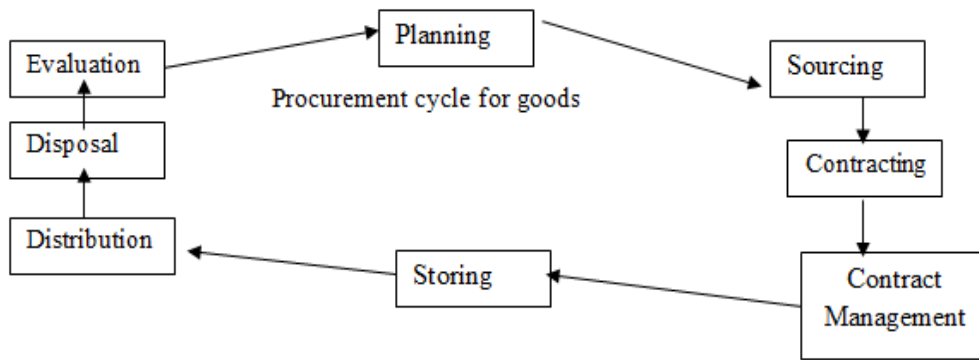 Planning
Evaluation
Sourcing
Procurement cycle for goods
Disposal
Contracting
Distribution
Storing
Contract
Management